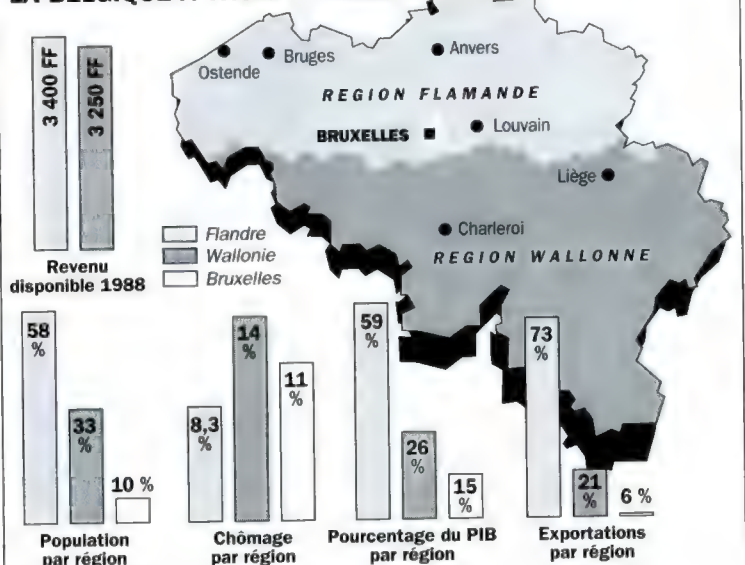 LA BELGIQUE
3 400 FF
3 250 FF
Ostende
Bruges
Anvers
REGION FLAMANDE
BRUXELLES
Louvain
Liège
Charleroi
REGION WALLONNE
Flandre
Wallonie
Bruxelles
Revenu
disponible 1988
58
%
33
%
10 %
Population
par région
8,3
%
14
%
11
%
Chômage
par région
59
%
26
%
15
%
Pourcentage du PIB
par région
73
%
21
%
6 %
Exportations
par région